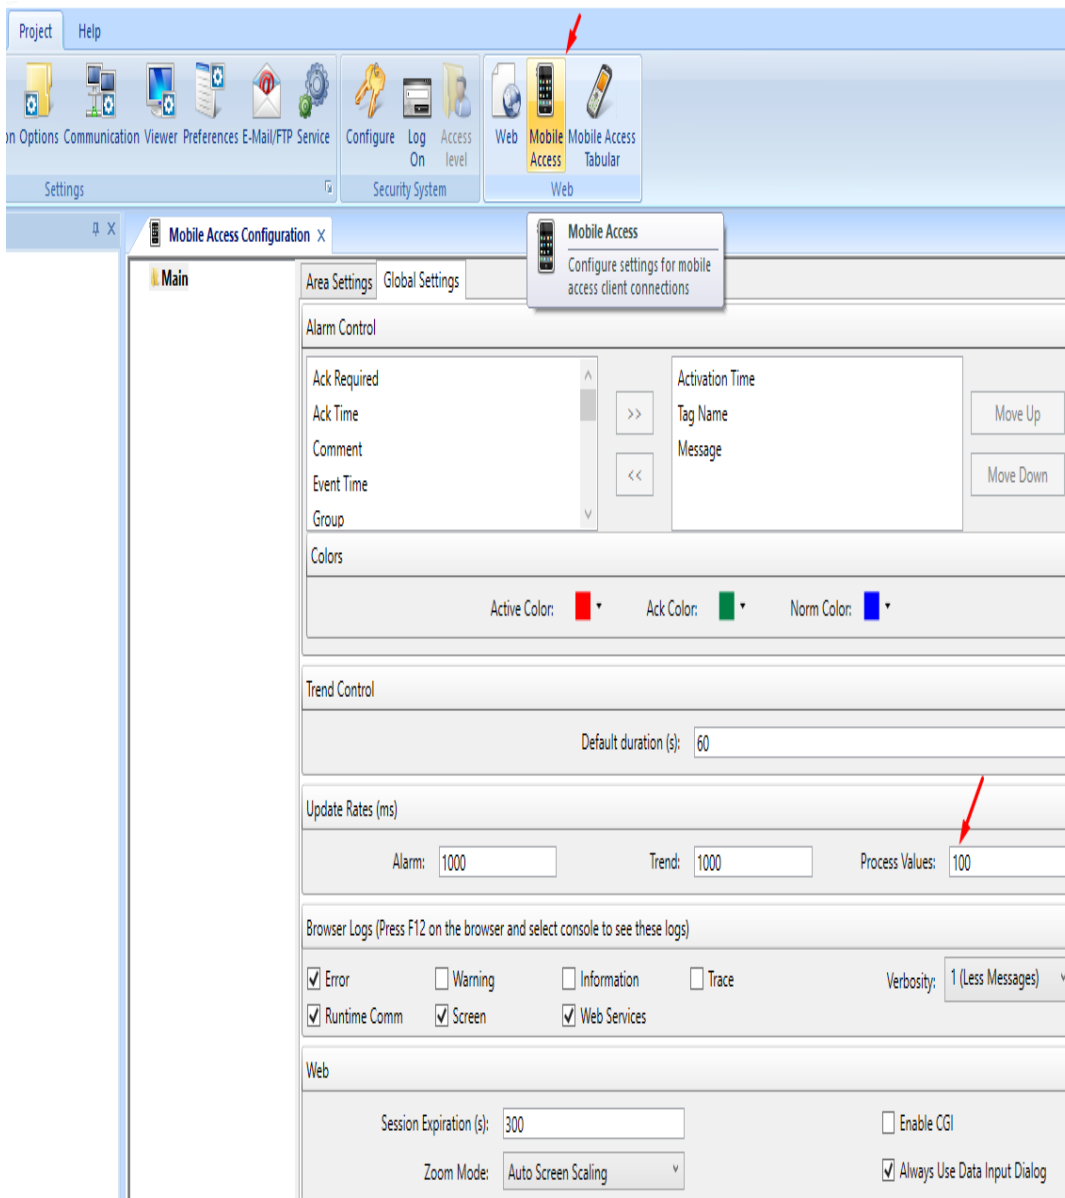 Project Help
on Options Communication Viewer Preferences E-Mail/FTP Service Configure Log On Access level Web Mobile Access Mobile Access Tabular
Settings Security System Web
Mobile Access Configuration X
Mobile Access
Configure settings for mobile
access client connections
Main
Area Settings Global Settings
Alarm Control
Ack Required
Ack Time
Comment
Event Time
Group
>>
<<
Activation Time
Tag Name
Message
Move Up
Move Down
Colors
Active Color: Ack Color: Norm Color:
Trend Control
Default duration (s): 60
Update Rates (ms)
Alarm: 1000 Trend: 1000 Process Values: 100
Browser Logs (Press F12 on the browser and select console to see these logs)
Error Warning Information Trace Verbosity: 1 (Less Messages)
Runtime Comm Screen Web Services
Web
Session Expiration (s): 300 Enable CGI
Zoom Mode: Auto Screen Scaling Always Use Data Input Dialog